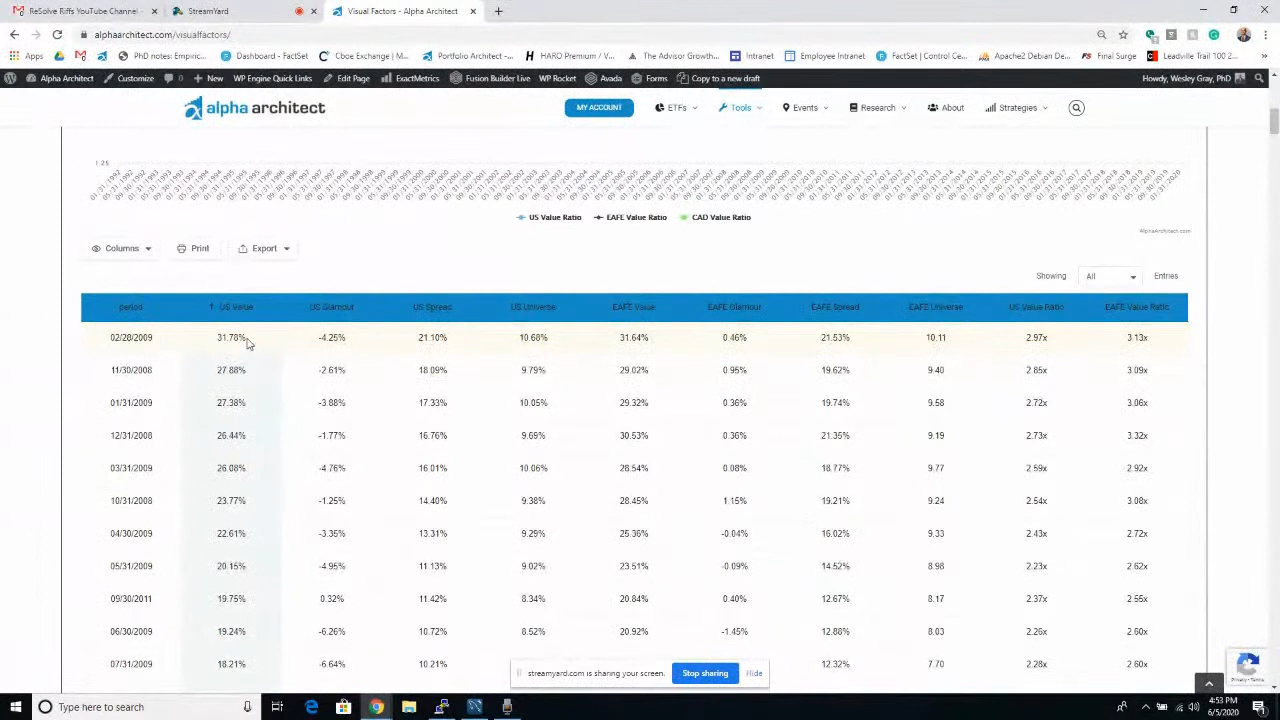 ReSolve Riffs YouTube Channel
StreamYard
Visual Factors - Alpha Architect
alphaarchitect.com/visualfactors/
Apps
PhD notes: Empiric...
Dashboard - FactSet
Cboe Exchange [M...
Portfolio Architect -...
HARO Premium / V...
The Advisor Growth...
Intranet
Employee Intranet
FactSet | Control Ce...
Apache2 Debian De...
Final Surge
Leadville Trail 100 2...
Alpha Architect
Customize
0
New
WP Engine Quick Links
Edit Page
ExactMetrics
Fusion Builder Live
WP Rocket
Avada
Forms
Copy to a new draft
Howdy, Wesley Gray, PhD
alpha architect
MY ACCOUNT
ETFs
Tools
Events
Research
About
Strategies
1.25
US Value Ratio EAFE Value Ratio CAD Value Ratio
AlphaArchitect.com
Columns Print Export
Showing All Entries
period US Value US Glamour US Spread US Universe EAFE Value EAFE Glamour EAFE Spread EAFE Universe US Value Ratio EAFE Value Ratio
02/28/2009 31.78% -4.25% 21.10% 10.68% 31.64% 0.46% 21.53% 10.11 2.97x 3.13x
11/30/2008 27.88% -2.61% 18.09% 9.79% 29.02% 0.95% 19.62% 9.40 2.85x 3.09x
01/31/2009 27.38% -3.88% 17.33% 10.05% 29.32% 0.36% 19.74% 9.58 2.72x 3.06x
12/31/2008 26.44% -1.77% 16.76% 9.69% 30.53% 0.36% 21.35% 9.19 2.73x 3.32x
03/31/2009 26.08% -4.76% 16.01% 10.06% 28.54% 0.08% 18.77% 9.77 2.59x 2.92x
10/31/2008 23.77% -1.25% 14.40% 9.38% 28.45% 1.15% 19.21% 9.24 2.54x 3.08x
04/30/2009 22.61% -3.35% 13.31% 9.29% 25.36% -0.04% 16.02% 9.33 2.43x 2.72x
05/31/2009 20.15% -4.95% 11.13% 9.02% 23.51% -0.09% 14.52% 8.98 2.23x 2.62x
09/30/2011 19.75% 0.32% 11.42% 8.34% 20.84% 0.40% 12.67% 8.17 2.37x 2.55x
06/30/2009 19.24% -6.26% 10.72% 8.52% 20.92% -1.45% 12.88% 8.03 2.26x 2.60x
07/31/2009 18.21% -6.64% 10.21% 12.32% 7.70 2.28x 2.60x
streamyard.com is sharing your screen. Stop sharing Hide
Privacy - Terms
Type here to search
4:53 PM
6/5/2020